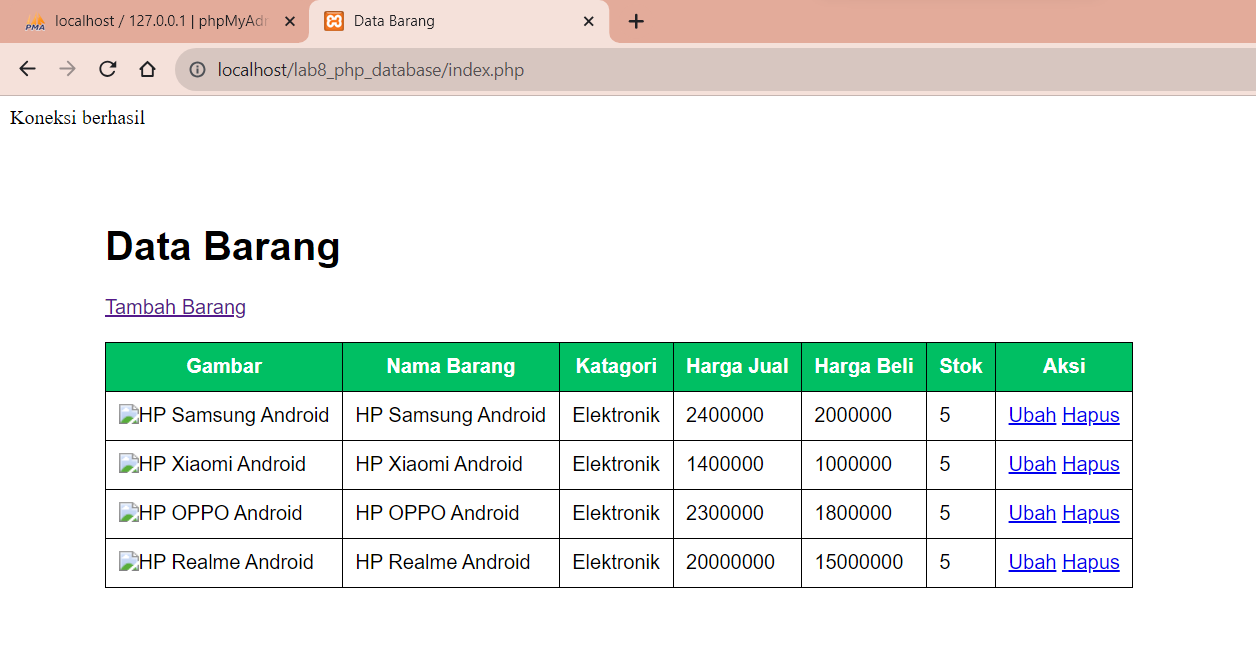 PMA localhost / 127.0.0.1 | phpMyAdr Data Barang
localhost/lab8_php_database/index.php
Koneksi berhasil
Data Barang
Tambah Barang
Gambar Nama Barang Katagori Harga Jual Harga Beli Stok Aksi
HP Samsung Android HP Samsung Android Elektronik 2400000 2000000 5 Ubah Hapus
HP Xiaomi Android HP Xiaomi Android Elektronik 1400000 1000000 5 Ubah Hapus
HP OPPO Android HP OPPO Android Elektronik 2300000 1800000 5 Ubah Hapus
HP Realme Android HP Realme Android Elektronik 20000000 15000000 5 Ubah Hapus